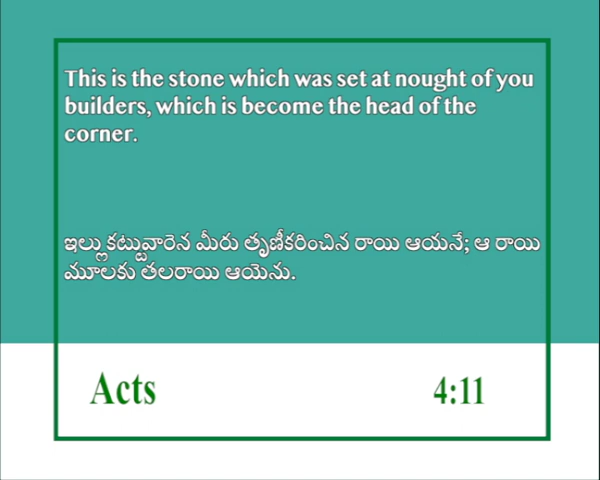 This is the stone which was set at nought of you
builders, which is become the head of the
corner.
ఇల్లుకట్టువారైన మీరు తృణీకరించిన రాయి ఆయనే; ఆ రాయి
మూలకు తలరాయి ఆయెను.
Acts 4:11